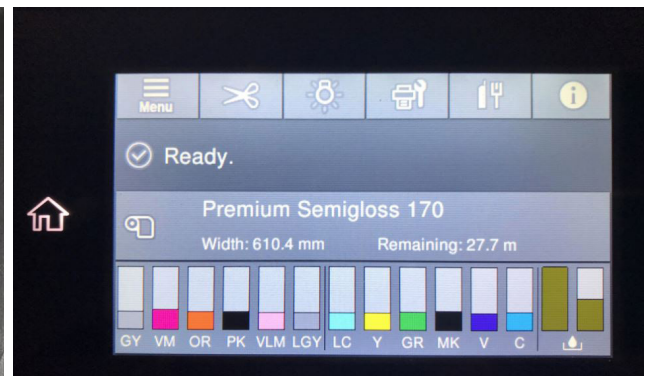 Menu
Ready.
Premium Semigloss 170
Width: 610.4 mm Remaining: 27.7 m
GY VM OR PK VLM LGY LC Y GR MK V C